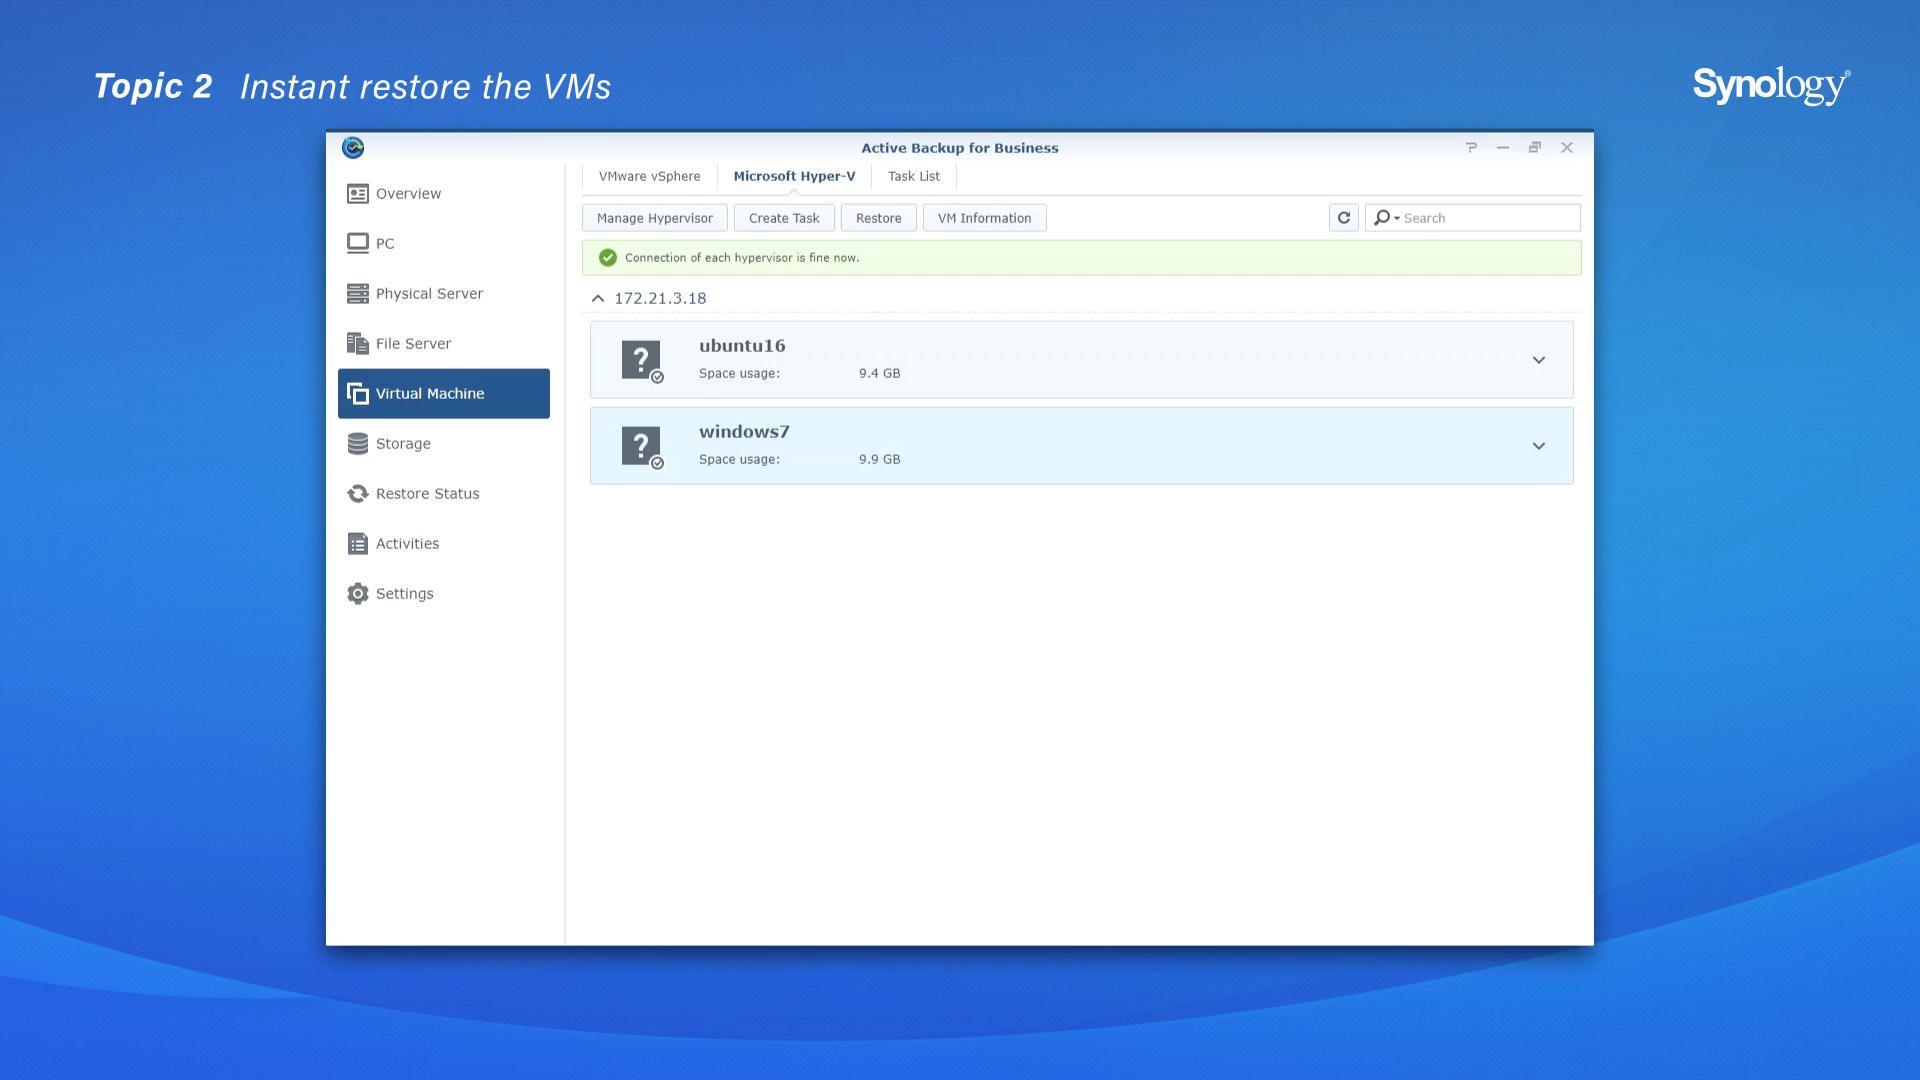 Topic 2 Instant restore the VMs
Synology®
Active Backup for Business
Overview
PC
Physical Server
File Server
Virtual Machine
Storage
Restore Status
Activities
Settings
VMware vSphere Microsoft Hyper-V Task List
Manage Hypervisor Create Task Restore VM Information Search
Connection of each hypervisor is fine now.
172.21.3.18
ubuntu16
Space usage: 9.4 GB
windows7
Space usage: 9.9 GB